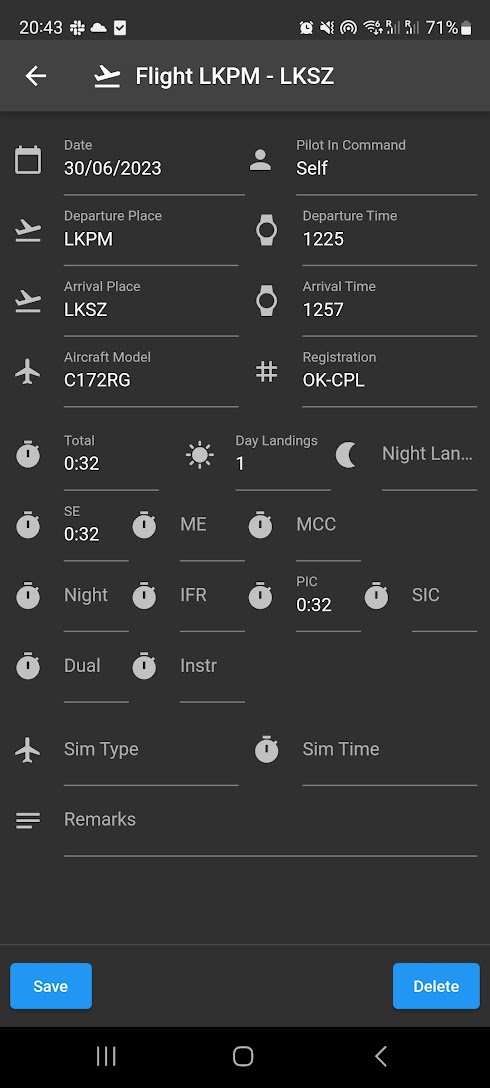 20:43 71%
Flight LKPM - LKSZ
Date Pilot In Command
30/06/2023 Self
Departure Place Departure Time
LKPM 1225
Arrival Place Arrival Time
LKSZ 1257
Aircraft Model Registration
C172RG OK-CPL
Total Day Landings Night Lan...
0:32 1
SE ME MCC
0:32
Night IFR PIC SIC
0:32
Dual Instr
Sim Type Sim Time
Remarks
Save Delete